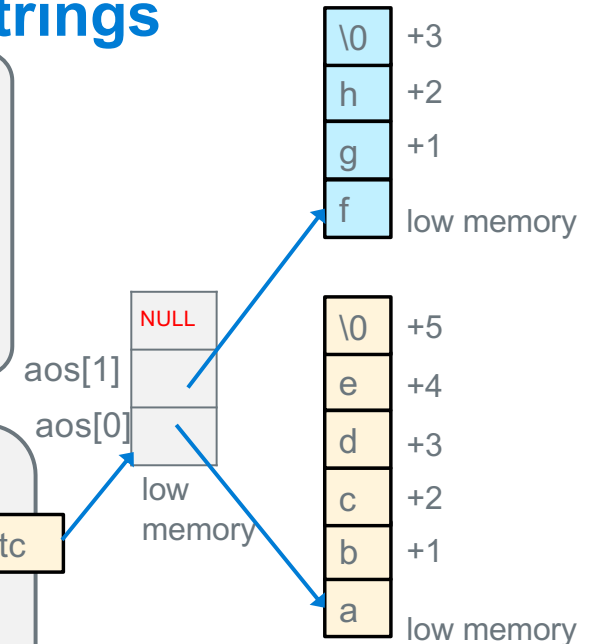 trings
\0 +3
h +2
g +1
f low memory
NULL
aos[1]
aos[0]
low
memory
tc
\0 +5
e +4
d +3
c +2
b +1
a low memory